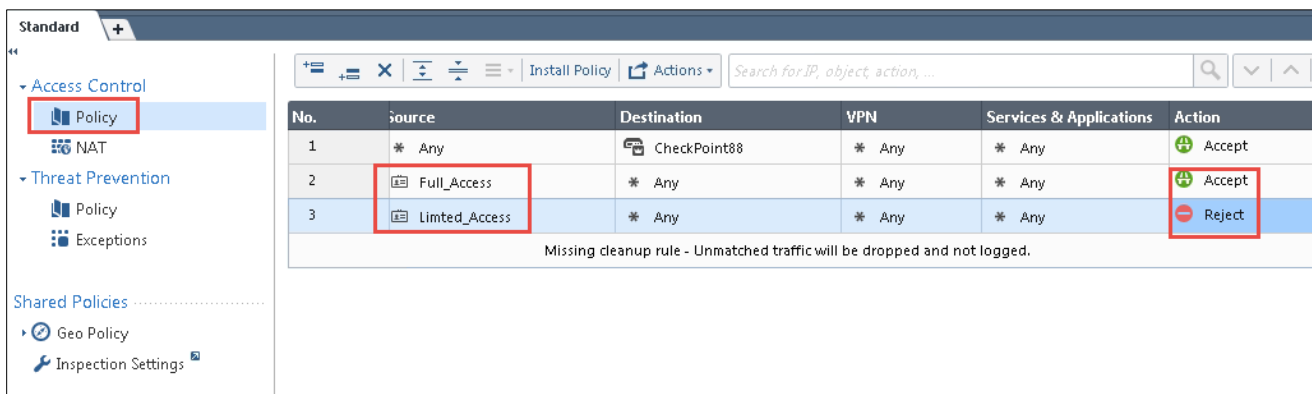 Standard +
Access Control
Policy
NAT
Threat Prevention
Policy
Exceptions
Shared Policies
Geo Policy
Inspection Settings
Install Policy Actions Search for IP, object, action, ...
No. Source Destination VPN Services & Applications Action
1 * Any CheckPoint88 * Any * Any Accept
2 Full_Access * Any * Any * Any Accept
3 Limted_Access * Any * Any * Any Reject
Missing cleanup rule - Unmatched traffic will be dropped and not logged.